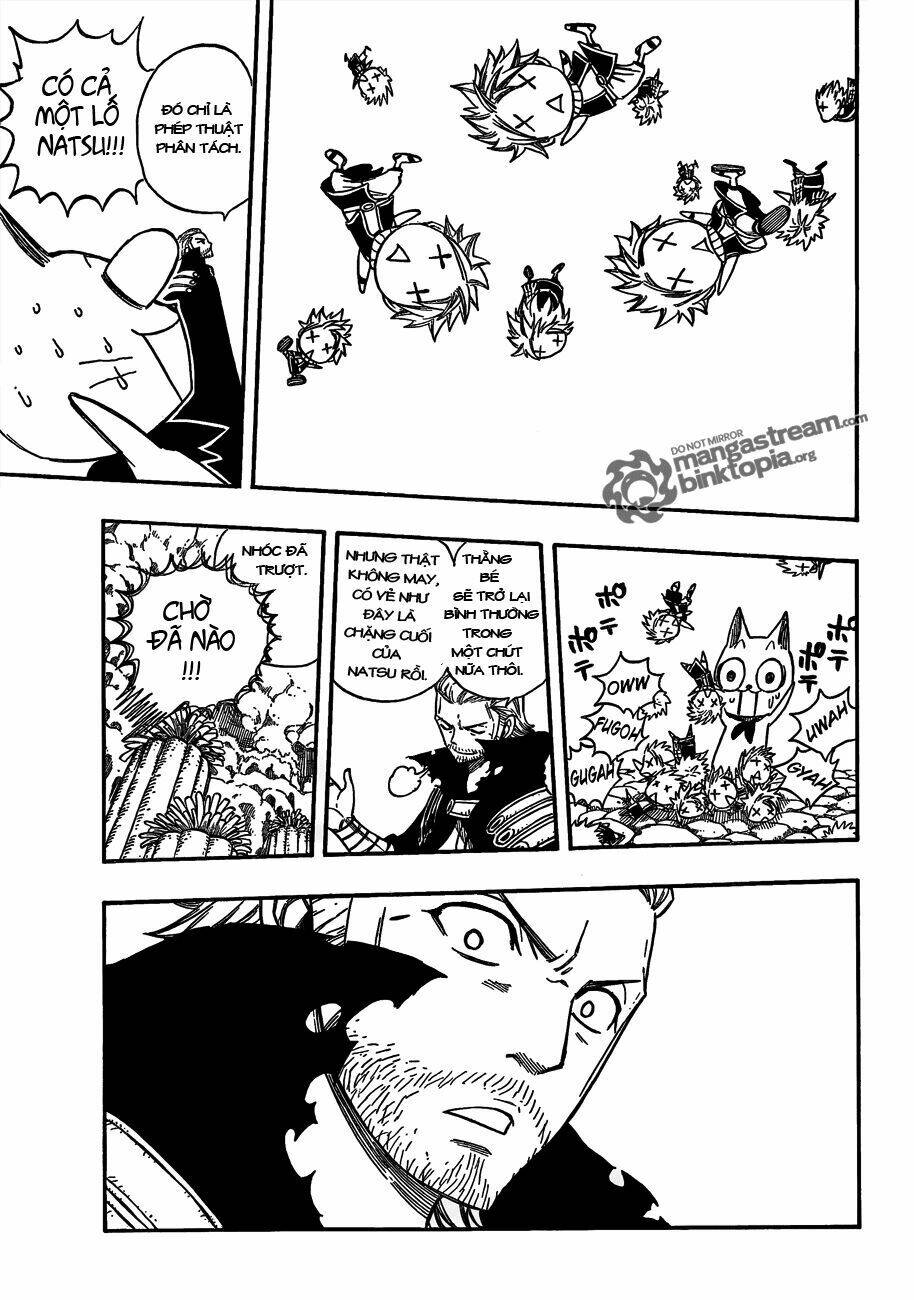 ĐÓ CHỈ LÀ
PHÉP THUẬT
PHÂN TÁCH.
CÓ CẢ
MỘT LỐ
NATSU!!!
DO NOT MIRROR
mangastream.com
binktopia.org
OWW
FUGOH
GUGAH
UWAH
GYAH
THẰNG
BÉ
SẼ TRỞ LẠI
BÌNH THƯỜNG
TRONG
MỘT CHÚT
NỮA THÔI.
NHƯNG THẬT
KHÔNG MAY,
CÓ VẺ NHƯ
ĐÂY LÀ
CHẶNG CUỐI
CỦA
NATSU RỒI.
NHÓC ĐÃ
TRƯỢT.
CHỜ
ĐÃ NÀO
!!!